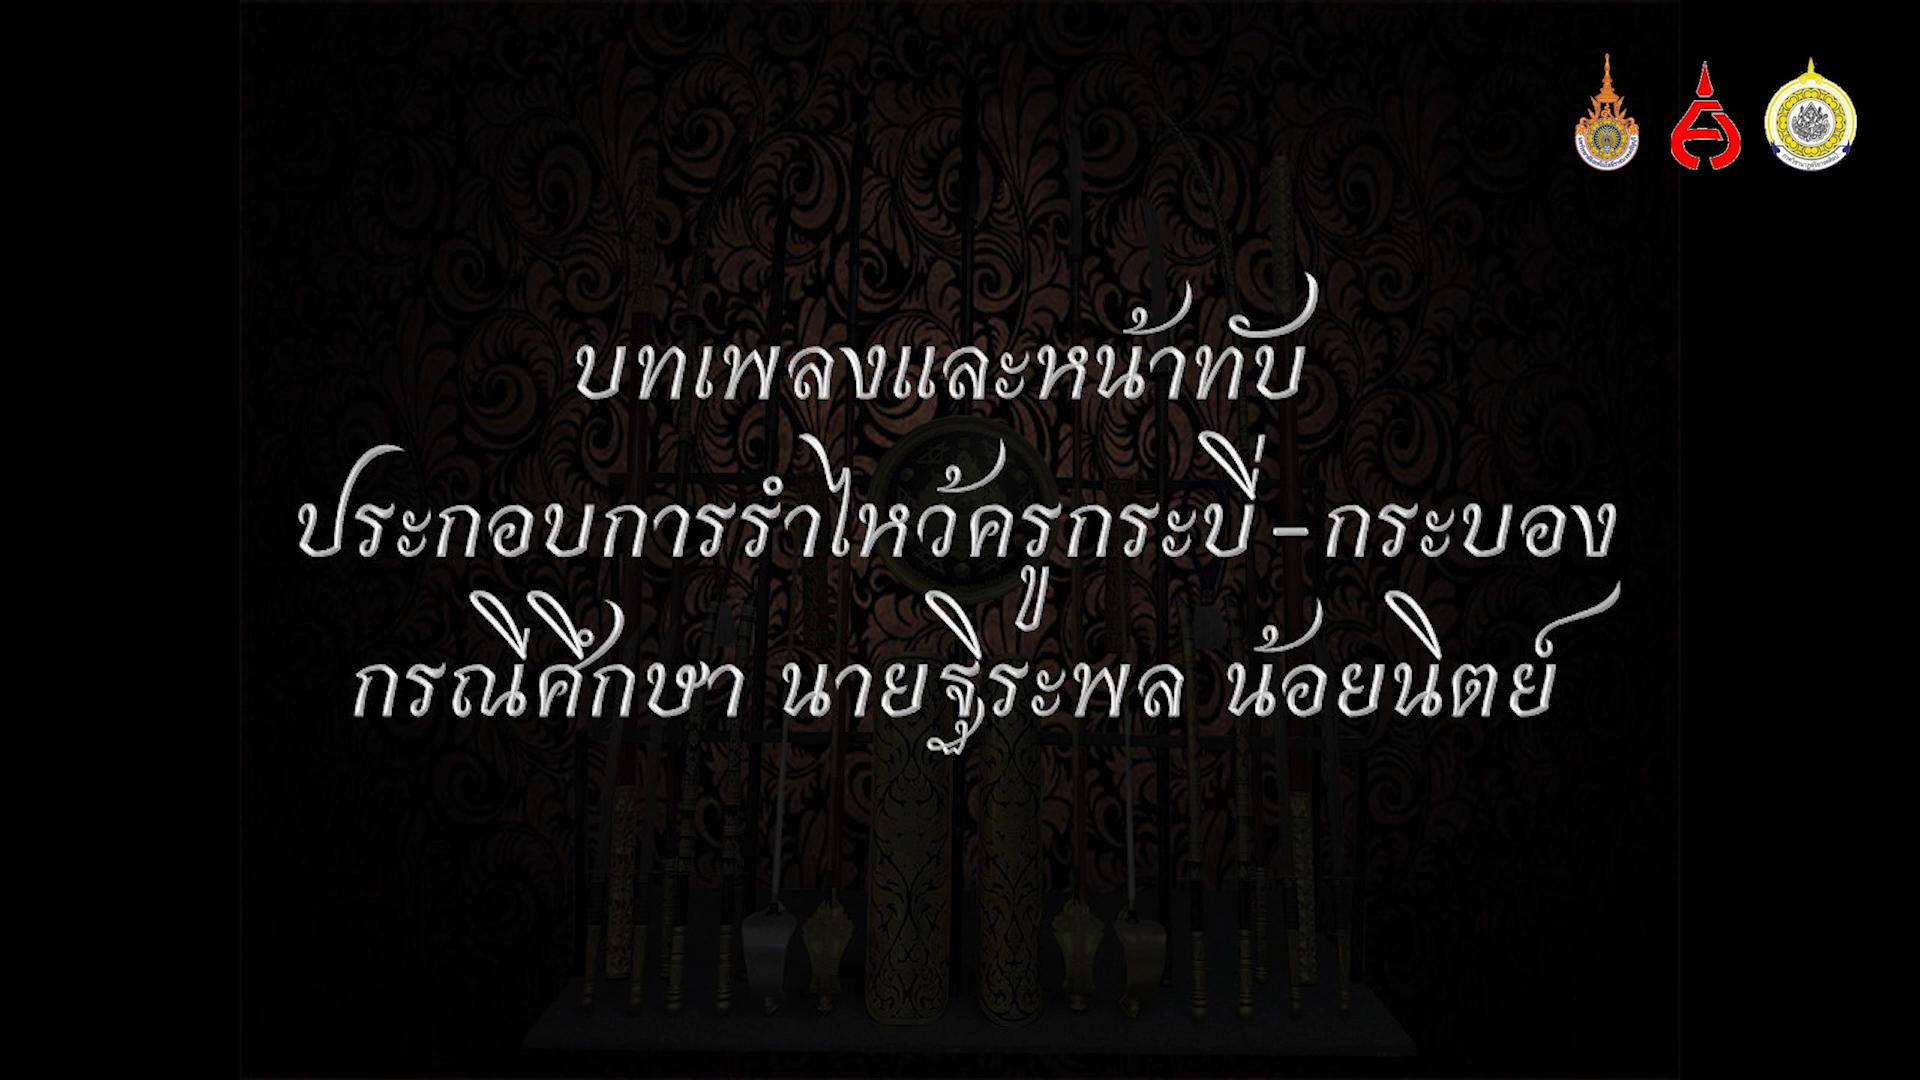 บทเพลงและหน้าทับ
ประกอบการรำไหว้ครูกระบี่-กระบอง
กรณีศึกษา นายฐิระพล น้อยนิตย์